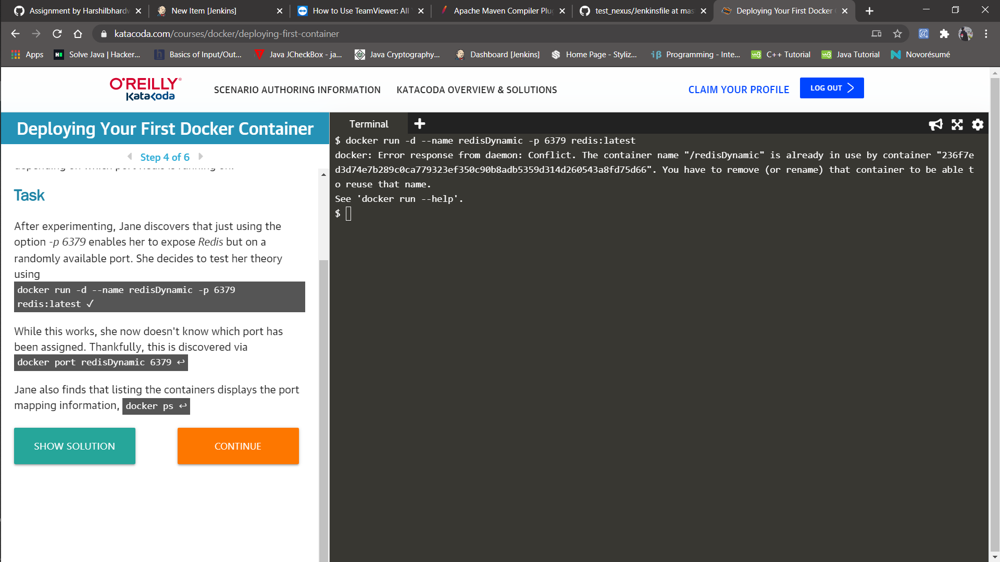 Assignment by Harshilbhardw
New Item [Jenkins]
How to Use TeamViewer: All
Apache Maven Compiler Plu
test_nexus/Jenkinsfile at mas
Deploying Your First Docker
katacoda.com/courses/docker/deploying-first-container
Apps
Solve Java | Hacker...
Basics of Input/Out...
Java JCheckBox - ja...
Java Cryptography...
Dashboard [Jenkins]
Home Page - Styliz...
Programming - Inte...
C++ Tutorial
Java Tutorial
Novorésumé
O'REILLY®
Katacoda
SCENARIO AUTHORING INFORMATION
KATACODA OVERVIEW & SOLUTIONS
CLAIM YOUR PROFILE
LOG OUT
Deploying Your First Docker Container
Step 4 of 6
depending on which port Redis is running on.
Task
After experimenting, Jane discovers that just using the
option -p 6379 enables her to expose Redis but on a
randomly available port. She decides to test her theory
using
docker run -d --name redisDynamic -p 6379
redis:latest ✓
While this works, she now doesn't know which port has
been assigned. Thankfully, this is discovered via
docker port redisDynamic 6379 ↩
Jane also finds that listing the containers displays the port
mapping information, docker ps ↩
SHOW SOLUTION
CONTINUE
Terminal
$ docker run -d --name redisDynamic -p 6379 redis:latest
docker: Error response from daemon: Conflict. The container name "/redisDynamic" is already in use by container "236f7e
d3d74e7b289c0ca779323ef350c90b8adb5359d314d260543a8fd75d66". You have to remove (or rename) that container to be able t
o reuse that name.
See 'docker run --help'.
$